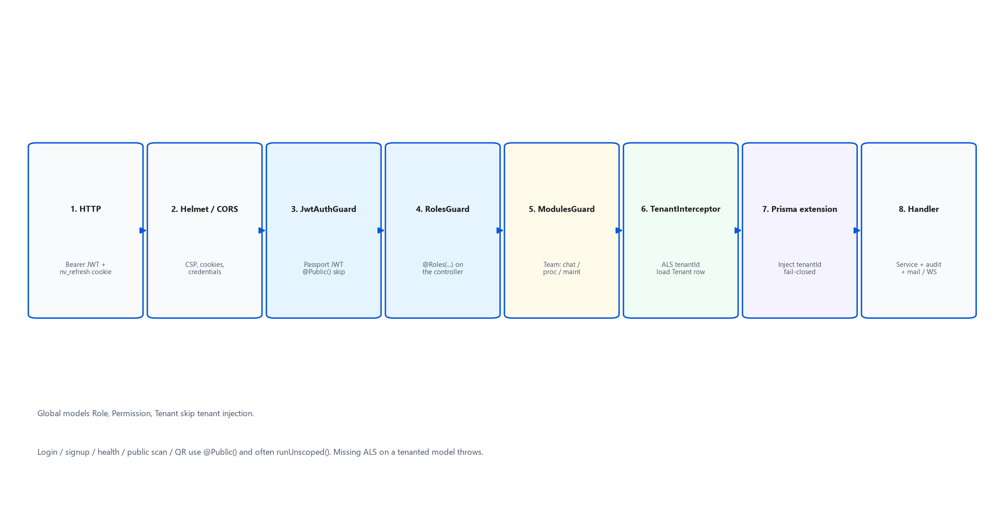 1. HTTP
Bearer JWT +
nv_refresh cookie
2. Helmet / CORS
CSP, cookies,
credentials
3. JwtAuthGuard
Passport JWT
@Public() skip
4. RolesGuard
@Roles(...) on
the controller
5. ModulesGuard
Team: chat /
proc / maint
6. TenantInterceptor
ALS tenantId
load Tenant row
7. Prisma extension
Inject tenantId
fail-closed
8. Handler
Service + audit
+ mail / WS
Global models Role, Permission, Tenant skip tenant injection.
Login / signup / health / public scan / QR use @Public() and often runUnscoped(). Missing ALS on a tenanted model throws.